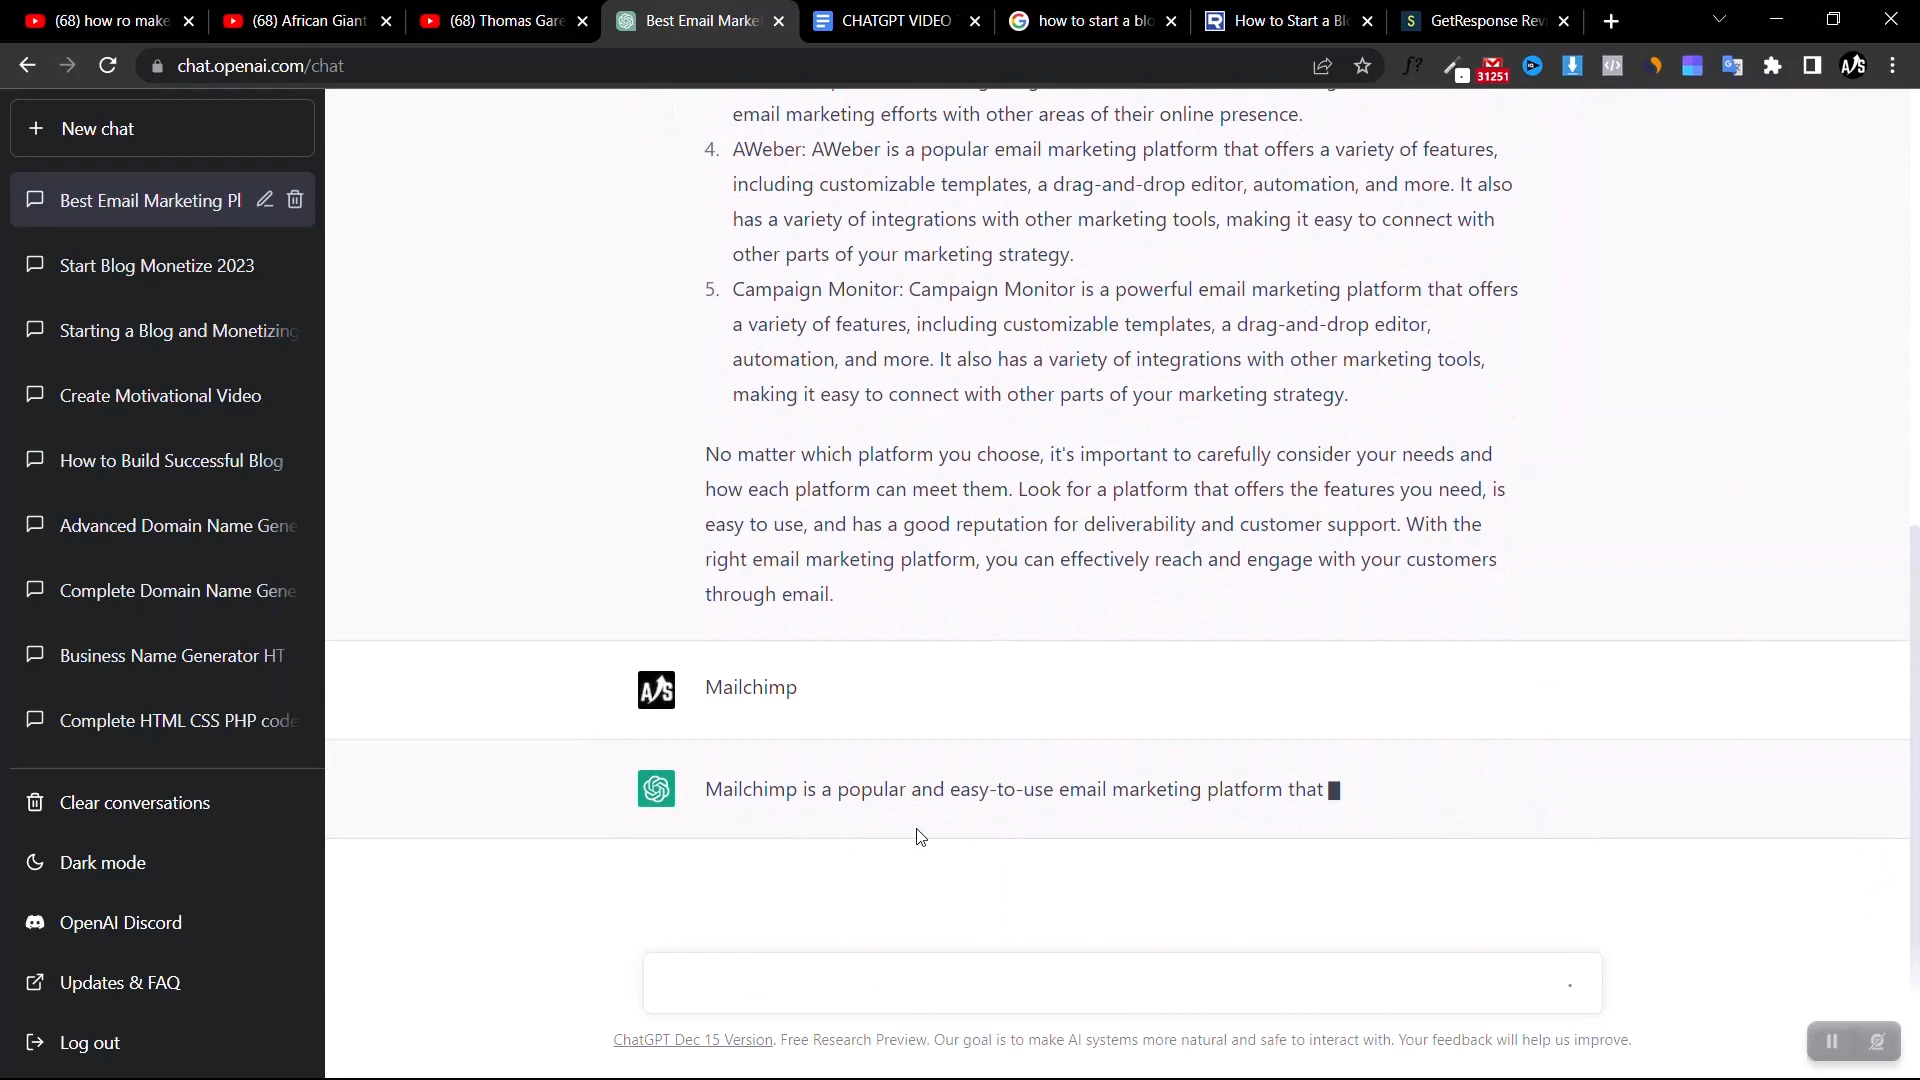 (68) how ro make
(68) African Giant
(68) Thomas Gare
Best Email Market
CHATGPT VIDEO
how to start a blo
How to Start a Bl
GetResponse Rev
chat.openai.com/chat
31251
New chat
Best Email Marketing Pl
Start Blog Monetize 2023
Starting a Blog and Monetizing
Create Motivational Video
How to Build Successful Blog
Advanced Domain Name Gene
Complete Domain Name Gene
Business Name Generator HT
Complete HTML CSS PHP code
Clear conversations
Dark mode
OpenAI Discord
Updates & FAQ
Log out
email marketing efforts with other areas of their online presence.
4. AWeber: AWeber is a popular email marketing platform that offers a variety of features,
including customizable templates, a drag-and-drop editor, automation, and more. It also
has a variety of integrations with other marketing tools, making it easy to connect with
other parts of your marketing strategy.
5. Campaign Monitor: Campaign Monitor is a powerful email marketing platform that offers
a variety of features, including customizable templates, a drag-and-drop editor,
automation, and more. It also has a variety of integrations with other marketing tools,
making it easy to connect with other parts of your marketing strategy.
No matter which platform you choose, it's important to carefully consider your needs and
how each platform can meet them. Look for a platform that offers the features you need, is
easy to use, and has a good reputation for deliverability and customer support. With the
right email marketing platform, you can effectively reach and engage with your customers
through email.
Mailchimp
Mailchimp is a popular and easy-to-use email marketing platform that
ChatGPT Dec 15 Version. Free Research Preview. Our goal is to make AI systems more natural and safe to interact with. Your feedback will help us improve.